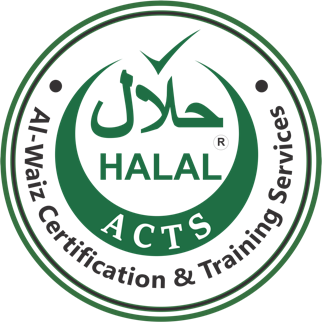 حلال
HALAL
®
ACTS
Al-Waiz Certification & Training Services